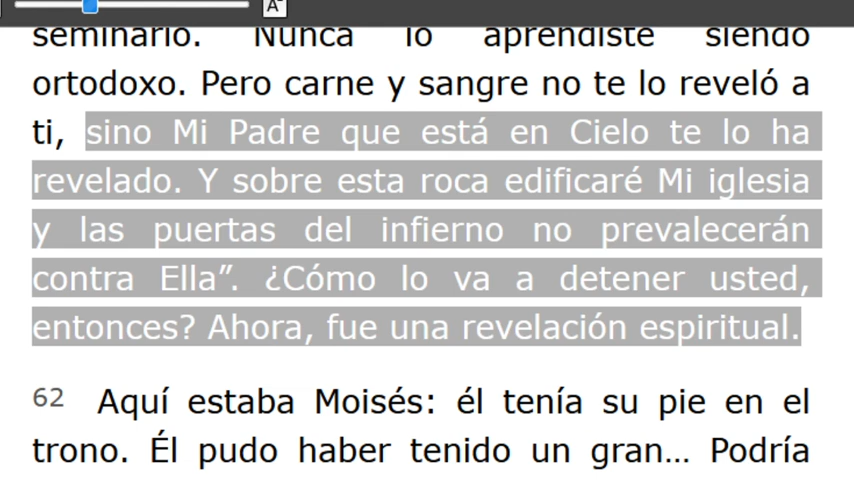 A
seminario. Nunca lo aprendiste siendo
ortodoxo. Pero carne y sangre no te lo reveló a
ti, sino Mi Padre que está en Cielo te lo ha
revelado. Y sobre esta roca edificaré Mi iglesia
y las puertas del infierno no prevalecerán
contra Ella”. ¿Cómo lo va a detener usted,
entonces? Ahora, fue una revelación espiritual.
62 Aquí estaba Moisés: él tenía su pie en el
trono. Él pudo haber tenido un gran... Podría